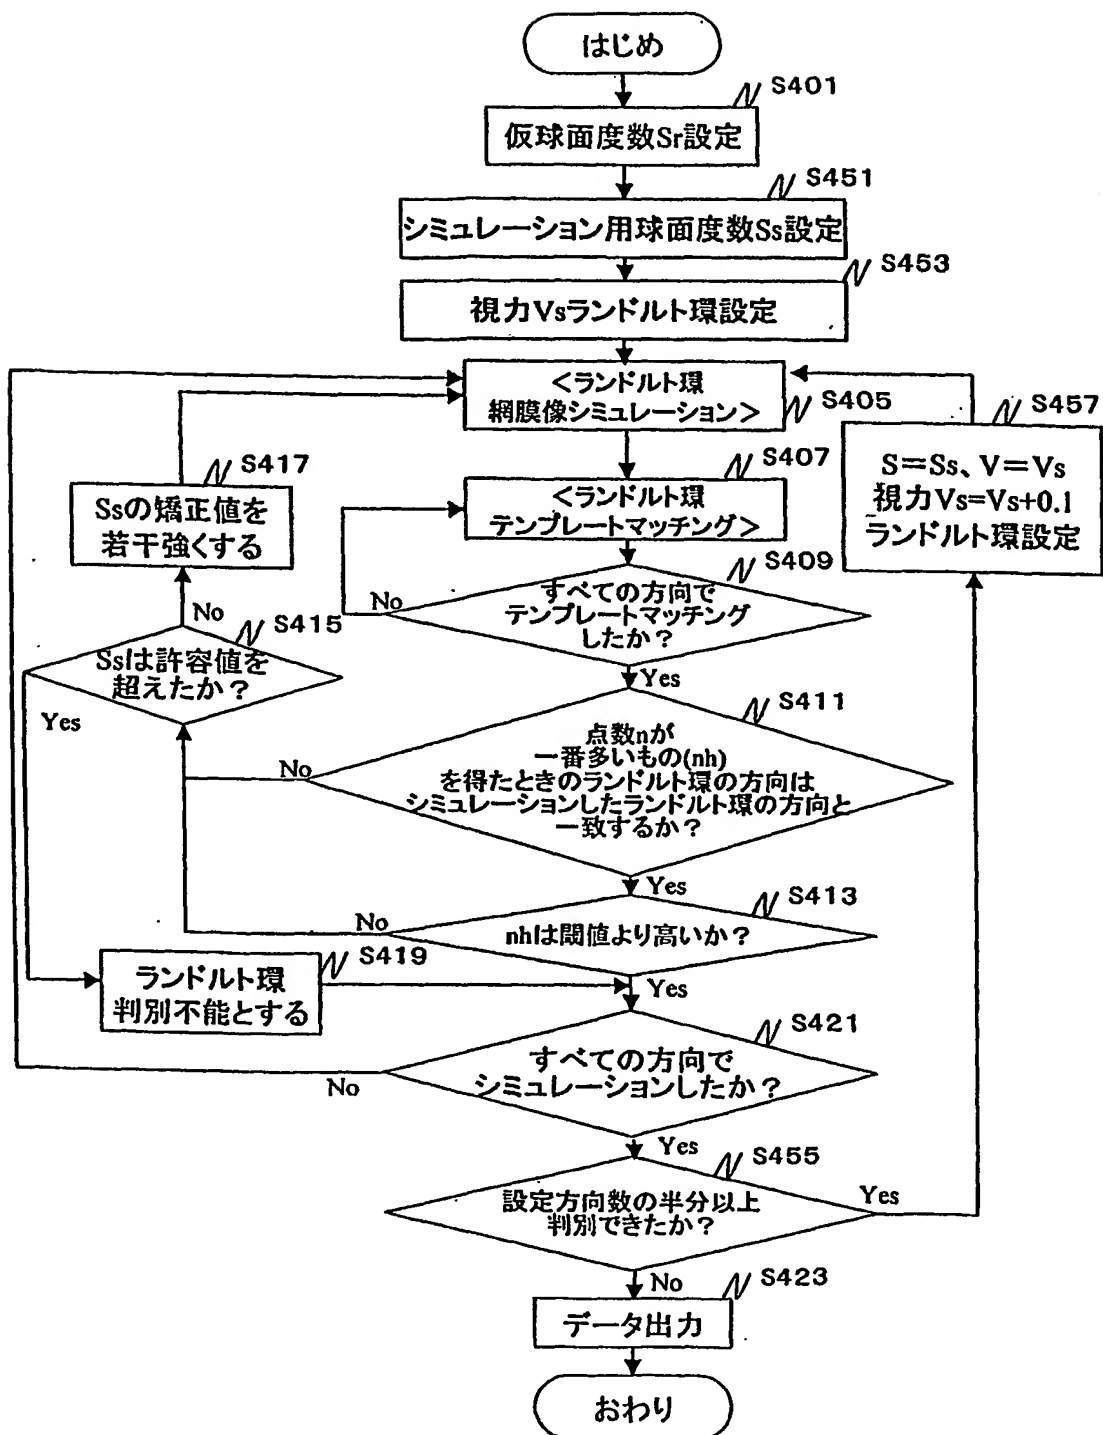 はじめ
S401
仮球面度数Sr設定
S451
シミュレーション用球面度数Ss設定
S453
視力Vsランドルト環設定
<ランドルト環
網膜像シミュレーション>
S405
S457
S=Ss、V=Vs
視力Vs=Vs+0.1
ランドルト環設定
S417
Ssの矯正値を
若干強くする
S407
<ランドルト環
テンプレートマッチング>
S409
すべての方向で
テンプレートマッチング
したか？
No
Yes
No
S415
Ssは許容値を
超えたか？
Yes
S411
点数nが
一番多いもの(nh)
を得たときのランドルト環の方向は
シミュレーションしたランドルト環の方向と
一致するか？
No
Yes
S413
nhは閾値より高いか？
No
Yes
S419
ランドルト環
判別不能とする
S421
すべての方向で
シミュレーションしたか？
No
Yes
S455
設定方向数の半分以上
判別できたか？
Yes
No
S423
データ出力
おわり